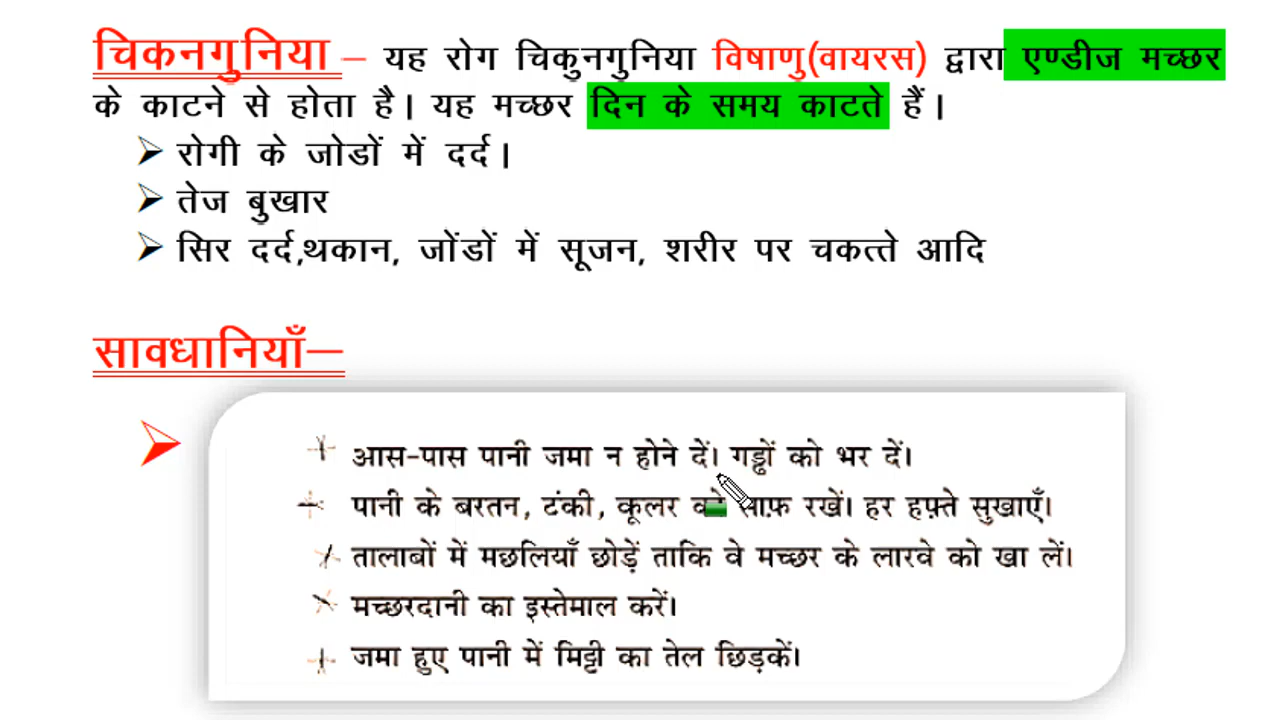 चिकनगुनिया – यह रोग चिकुनगुनिया विषाणु(वायरस) द्वारा एण्डीज मच्छर
के काटने से होता है। यह मच्छर दिन के समय काटते हैं।
➢ रोगी के जोडों में दर्द।
➢ तेज बुखार
➢ सिर दर्द,थकान, जोंडों में सूजन, शरीर पर चकत्ते आदि
सावधानियाँ–
आस-पास पानी जमा न होने दें। गड्ढों को भर दें।
पानी के बरतन, टंकी, कूलर को साफ़ रखें। हर हफ़्ते सुखाएँ।
तालाबों में मछलियाँ छोड़ें ताकि वे मच्छर के लारवे को खा लें।
मच्छरदानी का इस्तेमाल करें।
जमा हुए पानी में मिट्टी का तेल छिड़कें।